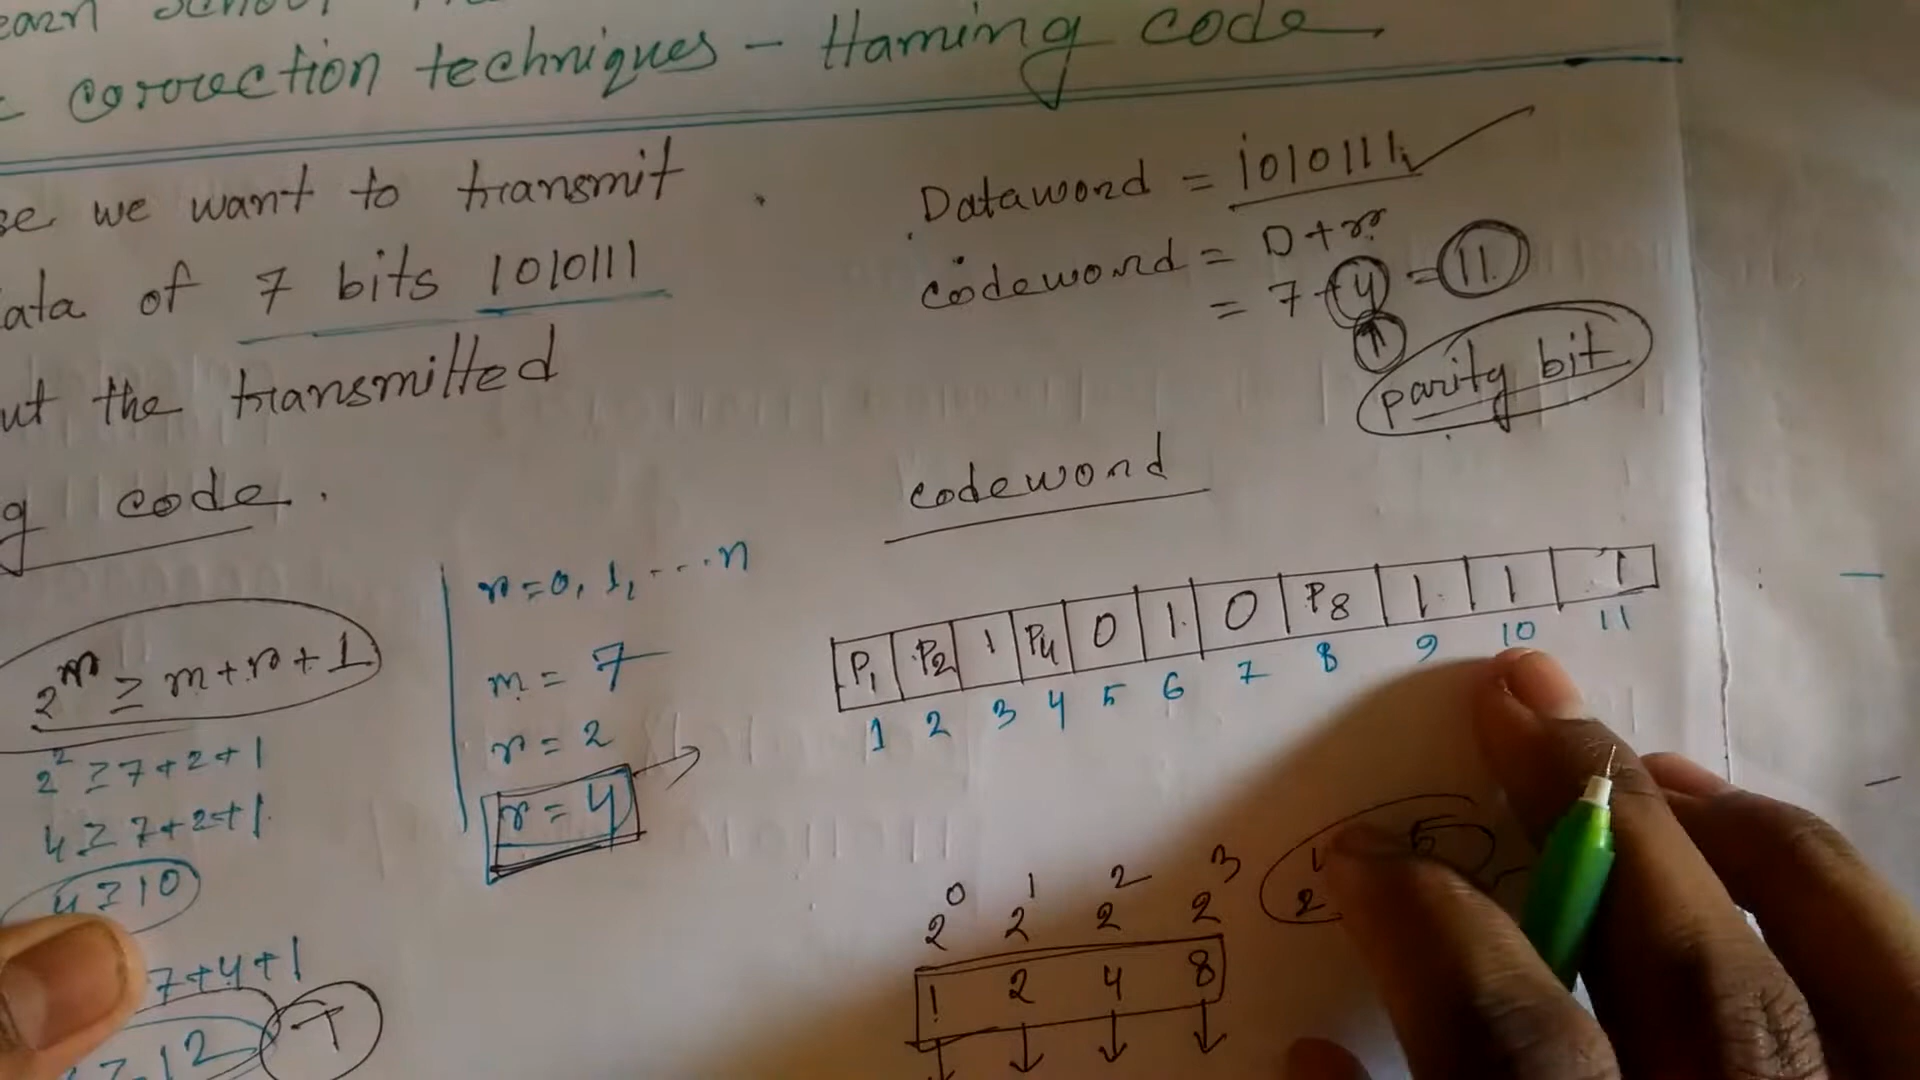 correction techniques - Haming code.
we want to transmit
of 7 bits 1010111
the transmitted
code.
2^r ≥ m+r+1
2^2 ≥ 7+2+1
4 ≥ 7+2+1
4 ≥ 10
7+4+1
≥ 12 T
r=0, 1, ...n
m = 7
r = 2
r = 4
Dataword = 1010111
codeword = D+r
= 7+4 = 11
parity bit
codeword
P1 P2 1 P4 0 1 0 P8 1 1 1
1 2 3 4 5 6 7 8 9 10 11
2^0 2^1 2^2 2^3
1 2 4 8